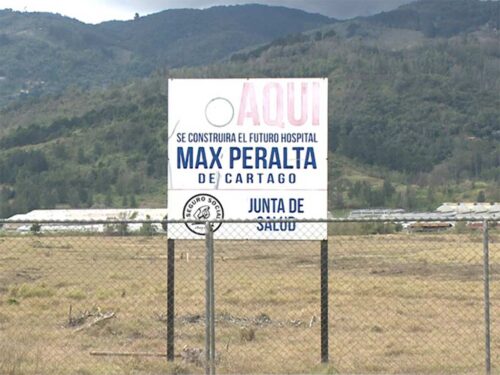 AQUI
SE CONSTRUIRA EL FUTURO HOSPITAL
MAX PERALTA
DE CARTAGO
SEGURO SOCIAL
JUNTA DE
SALUD